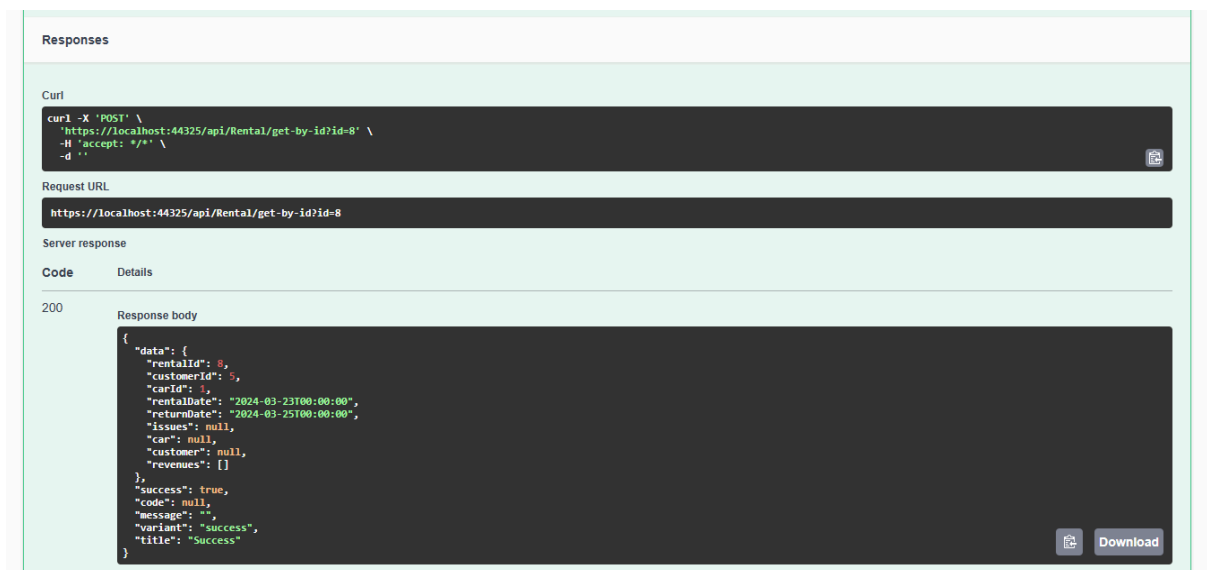 Responses
Curl
curl -X 'POST' \
'https://localhost:44325/api/Rental/get-by-id?id=8' \
-H 'accept: */*' \
-d ''
Request URL
https://localhost:44325/api/Rental/get-by-id?id=8
Server response
Code Details
200
Response body
{
"data": {
"rentalId": 8,
"customerId": 5,
"carId": 1,
"rentalDate": "2024-03-23T00:00:00",
"returnDate": "2024-03-25T00:00:00",
"issues": null,
"car": null,
"customer": null,
"revenues": []
},
"success": true,
"code": null,
"message": "",
"variant": "success",
"title": "Success"
}
Download